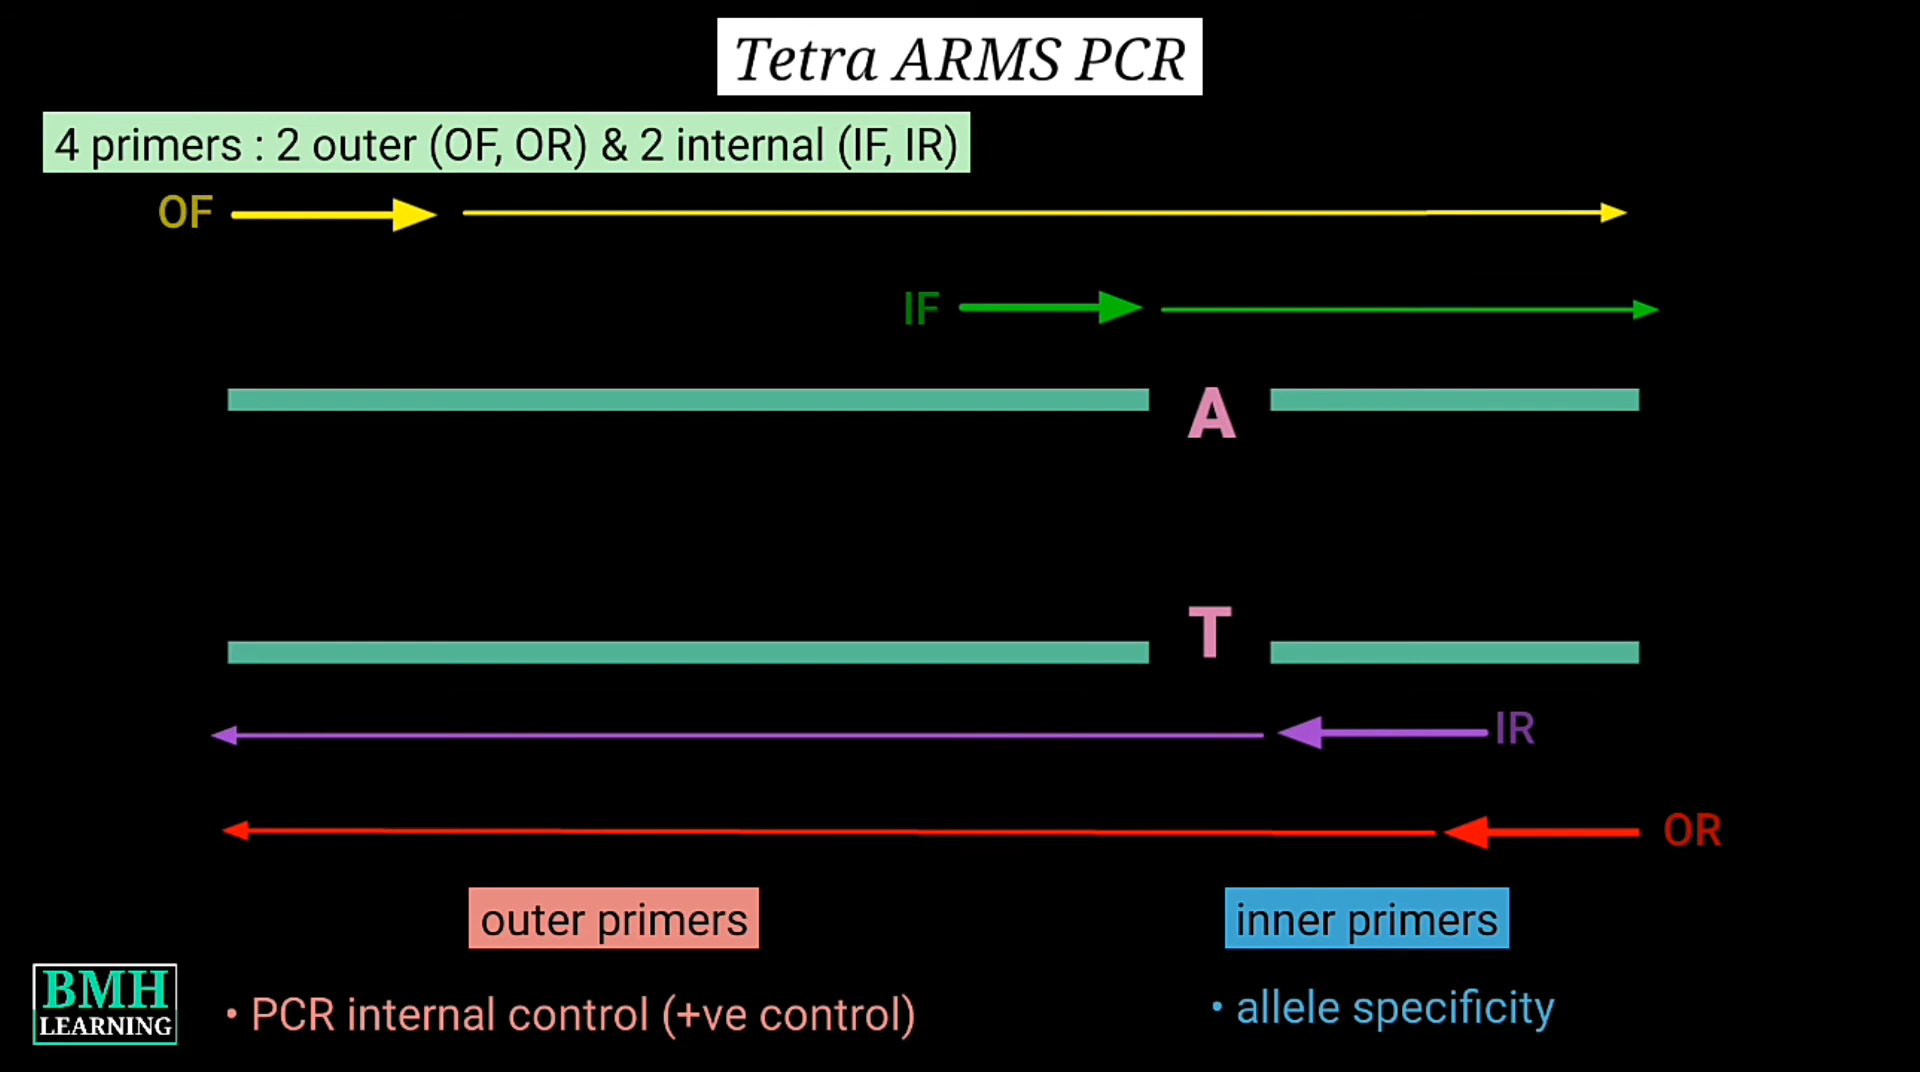 Tetra ARMS PCR
4 primers : 2 outer (OF, OR) & 2 internal (IF, IR)
OF
IF
A
T
IR
OR
outer primers
inner primers
• PCR internal control (+ve control)
• allele specificity
BMH
LEARNING